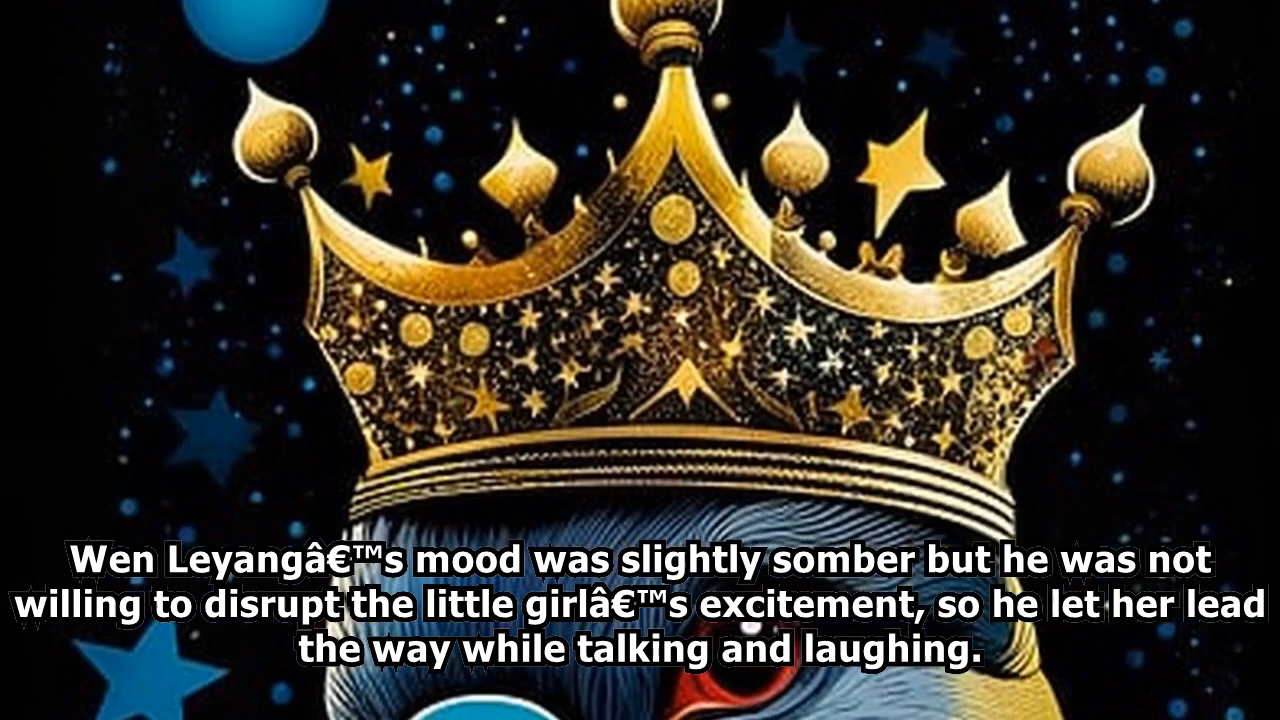 Wen Leyangâ€™s mood was slightly somber but he was not
willing to disrupt the little girlâ€™s excitement, so he let her lead
the way while talking and laughing.